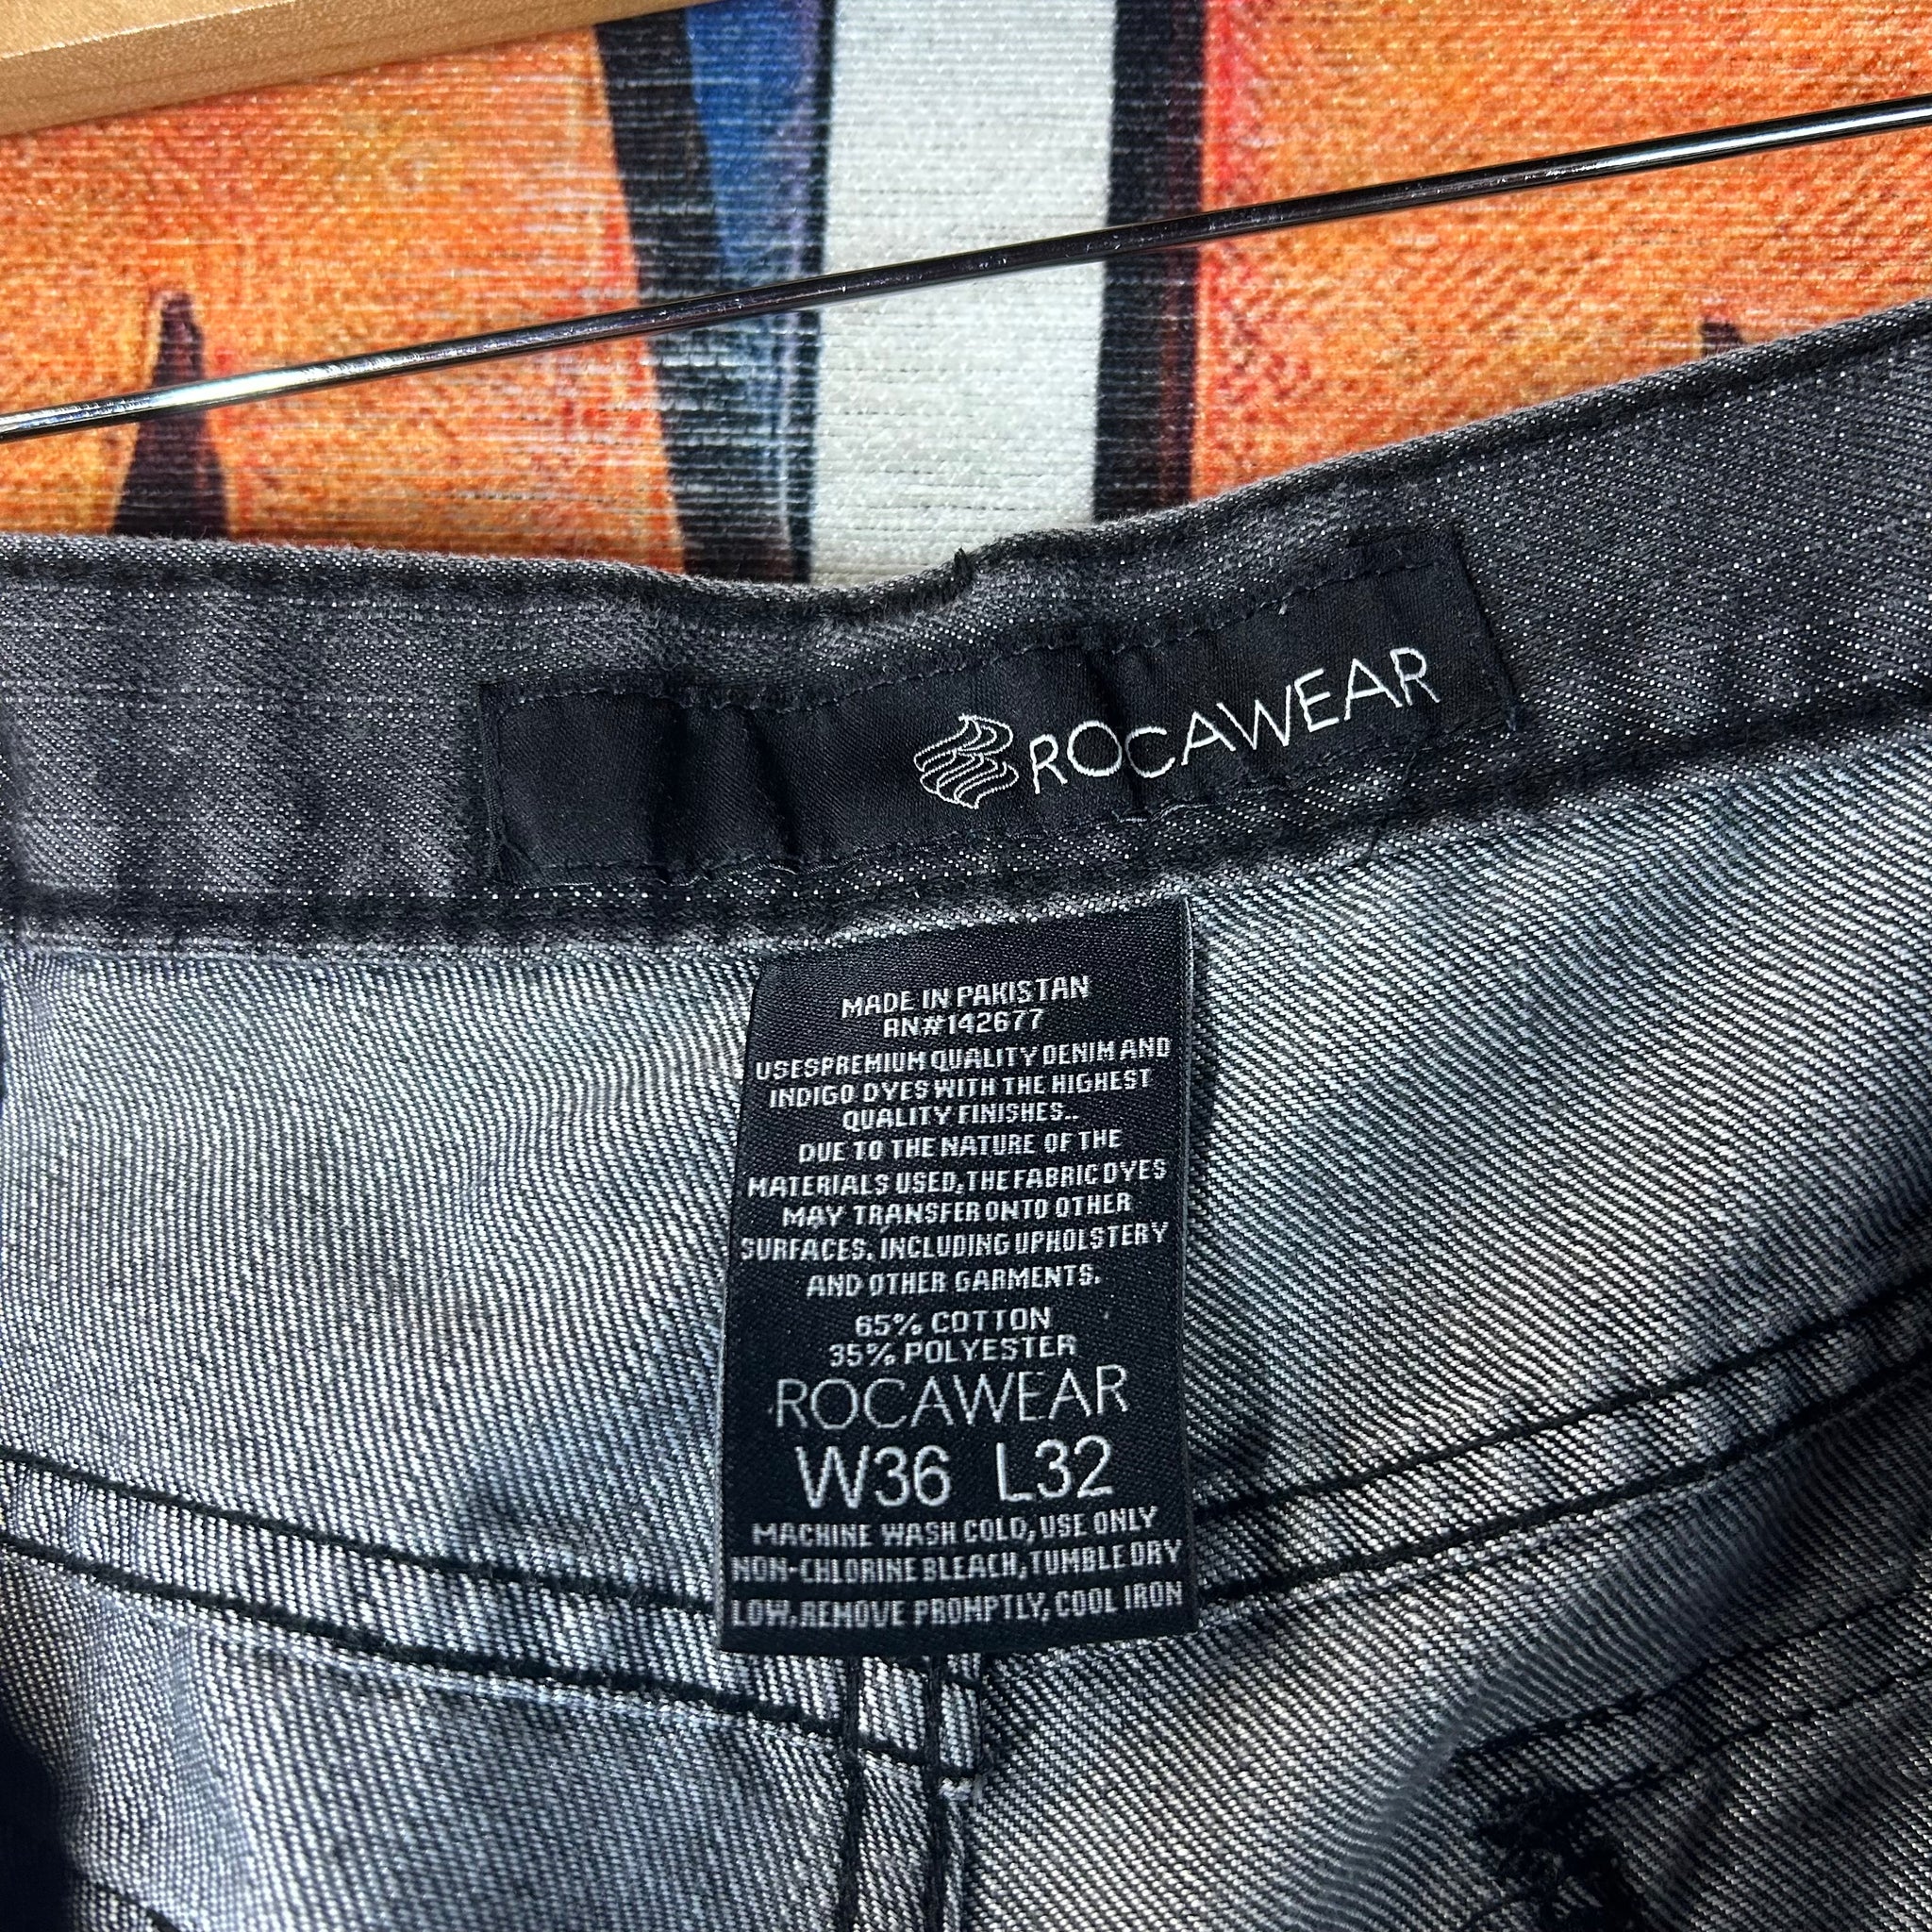 ROCAWEAR
MADE IN PAKISTAN
RN#142677
USESPREMIUM QUALITY DENIM AND
INDIGO DYES WITH THE HIGHEST
QUALITY FINISHES..
DUE TO THE NATURE OF THE
MATERIALS USED, THE FABRIC DYES
MAY TRANSFER ONTO OTHER
SURFACES, INCLUDING UPHOLSTERY
AND OTHER GARMENTS.
65% COTTON
35% POLYESTER
ROCAWEAR
W36 L32
MACHINE WASH COLD, USE ONLY
NON-CHLORINE BLEACH, TUMBLE DRY
LOW, REMOVE PROMPTLY, COOL IRON